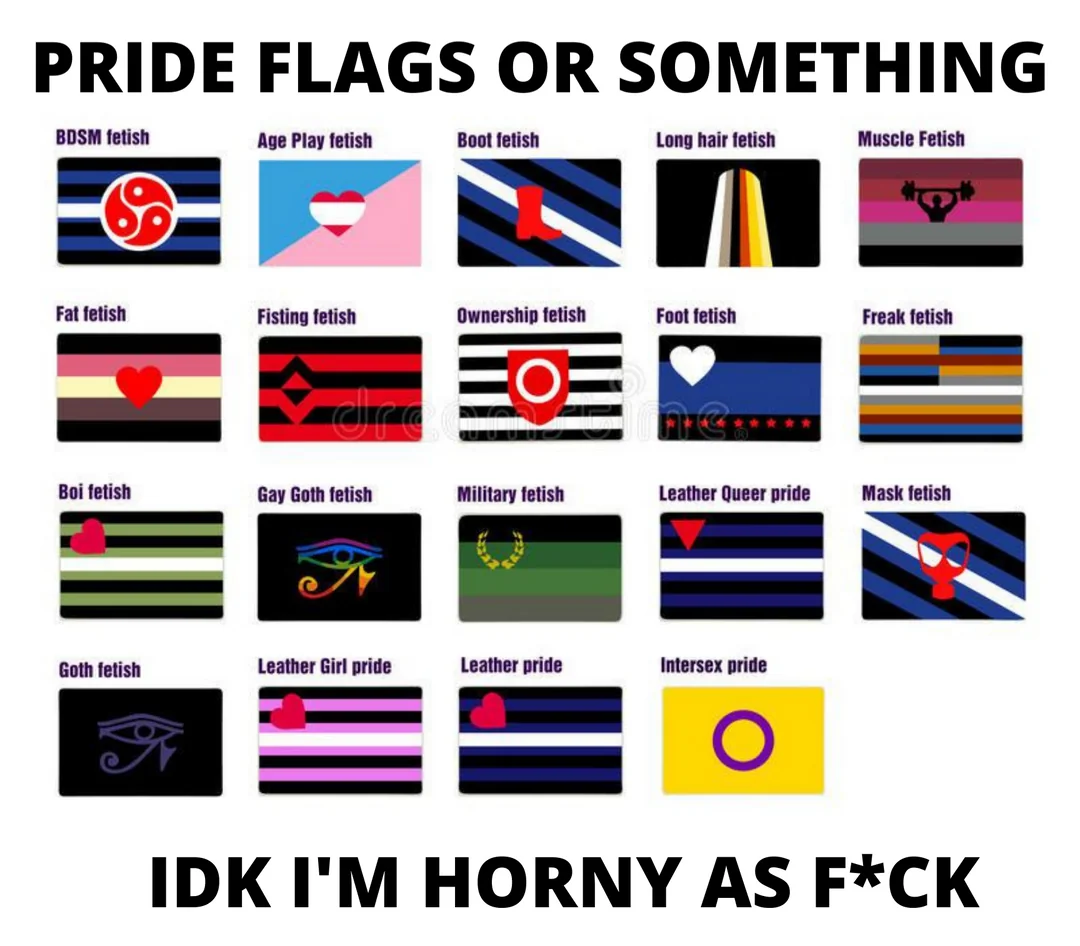 PRIDE FLAGS OR SOMETHING
BDSM fetish
Age Play fetish
Boot fetish
Long hair fetish
Muscle Fetish
Fat fetish
Fisting fetish
Ownership fetish
Foot fetish
Freak fetish
dreamstime.
Boi fetish
Gay Goth fetish
Military fetish
Leather Queer pride
Mask fetish
Goth fetish
Leather Girl pride
Leather pride
Intersex pride
IDK I'M HORNY AS F*CK